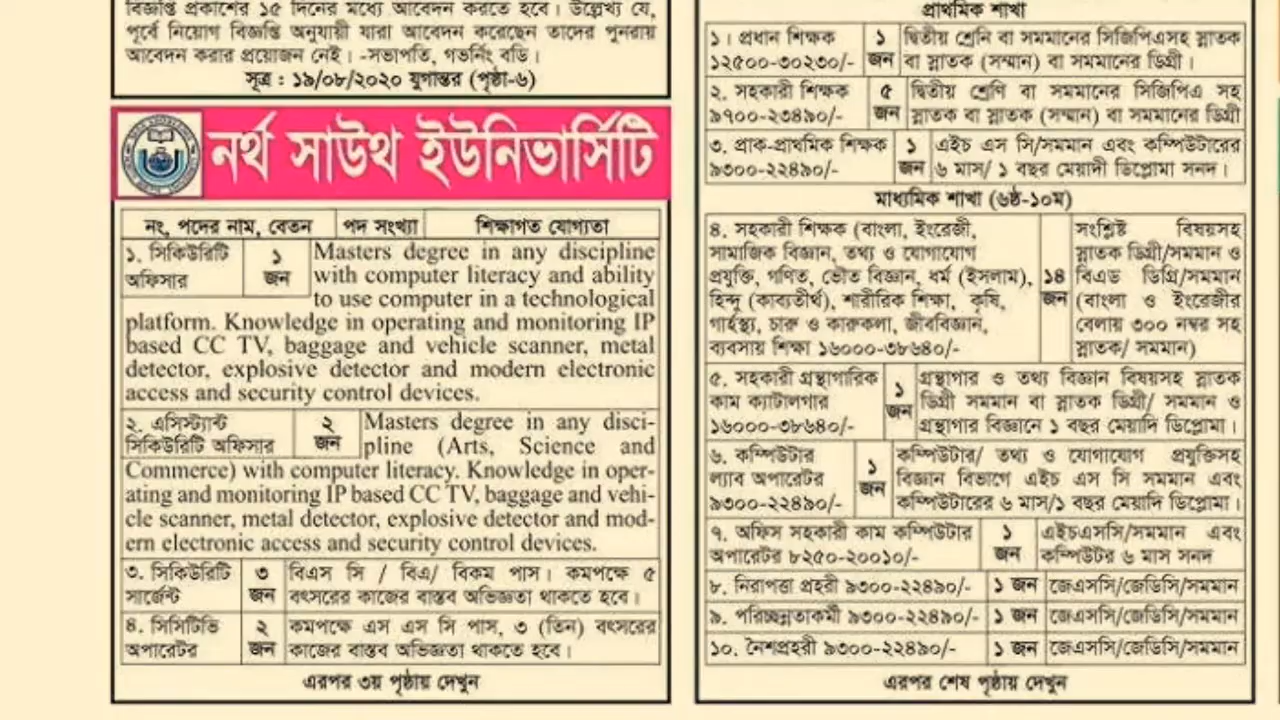 বিজ্ঞপ্তি প্রকাশের ১৫ দিনের মধ্যে আবেদন করতে হবে। উল্লেখ্য যে,
পূর্বে নিয়োগ বিজ্ঞপ্তি অনুযায়ী যারা আবেদন করেছেন তাদের পুনরায়
আবেদন করার প্রয়োজন নেই। -সভাপতি, গভর্নিং বডি।
সূত্র : ১৯/০৮/২০২০ যুগান্তর (পৃষ্ঠা-৬)
নর্থ সাউথ ইউনিভার্সিটি
নং, পদের নাম, বেতন পদ সংখ্যা শিক্ষাগত যোগ্যতা
১. সিকিউরিটি অফিসার ১ জন Masters degree in any discipline
with computer literacy and ability
to use computer in a technological
platform. Knowledge in operating and monitoring IP
based CC TV, baggage and vehicle scanner, metal
detector, explosive detector and modern electronic
access and security control devices.
২. এসিস্ট্যান্ট সিকিউরিটি অফিসার ২ জন Masters degree in any disci-
pline (Arts, Science and
Commerce) with computer literacy. Knowledge in oper-
ating and monitoring IP based CC TV, baggage and vehi-
cle scanner, metal detector, explosive detector and mod-
ern electronic access and security control devices.
৩. সিকিউরিটি ৩ বিএস সি / বিএ/ বিকম পাস। কমপক্ষে ৫
সার্জেন্ট জন বৎসরের কাজের বাস্তব অভিজ্ঞতা থাকতে হবে।
৪. সিসিটিভি ২ কমপক্ষে এস এস সি পাস, ৩ (তিন) বৎসরের
অপারেটর জন কাজের বাস্তব অভিজ্ঞতা থাকতে হবে।
এরপর ৩য় পৃষ্ঠায় দেখুন
প্রাথমিক শাখা
১। প্রধান শিক্ষক ১ দ্বিতীয় শ্রেনি বা সমমানের সিজিপিএসহ স্নাতক
১২৫০০-৩০২৩০/- জন বা স্নাতক (সম্মান) বা সমমানের ডিগ্রী।
২. সহকারী শিক্ষক ৫ দ্বিতীয় শ্রেণি বা সমমানের সিজিপিএ সহ
৯৭০০-২৩৪৯০/- জন স্নাতক বা স্নাতক (সম্মান) বা সমমানের ডিগ্রী
৩. প্রাক-প্রাথমিক শিক্ষক ১ এইচ এস সি/সমমান এবং কম্পিউটারের
৯৩০০-২২৪৯০/- জন ৬ মাস/ ১ বছর মেয়াদী ডিপ্লোমা সনদ।
মাধ্যমিক শাখা (৬ষ্ঠ-১০ম)
৪. সহকারী শিক্ষক (বাংলা, ইংরেজী, সংশ্লিষ্ট বিষয়সহ
সামাজিক বিজ্ঞান, তথ্য ও যোগাযোগ স্নাতক ডিগ্রী/সমমান ও
প্রযুক্তি, গণিত, ভৌত বিজ্ঞান, ধর্ম (ইসলাম), ১৪ বিএড ডিগ্রি/সমমান
হিন্দু (কাব্যতীর্থ), শারীরিক শিক্ষা, কৃষি, জন (বাংলা ও ইংরেজীর
গার্হস্থ্য, চারু ও কারুকলা, জীববিজ্ঞান, বেলায় ৩০০ নম্বর সহ
ব্যবসায় শিক্ষা ১৬০০০-৩৮৬৪০/- স্নাতক/ সমমান)
৫. সহকারী গ্রন্থাগারিক ১ গ্রন্থাগার ও তথ্য বিজ্ঞান বিষয়সহ স্নাতক
কাম ক্যাটালগার জন ডিগ্রী সমমান বা স্নাতক ডিগ্রী/ সমমান ও
১৬০০০-৩৮৬৪০/- গ্রন্থাগার বিজ্ঞানে ১ বছর মেয়াদি ডিপ্লোমা।
৬. কম্পিউটার ১ কম্পিউটার/ তথ্য ও যোগাযোগ প্রযুক্তিসহ
ল্যাব অপারেটর জন বিজ্ঞান বিভাগে এইচ এস সি সমমান এবং
৯৩০০-২২৪৯০/- কম্পিউটারের ৬ মাস/১ বছর মেয়াদি ডিপ্লোমা।
৭. অফিস সহকারী কাম কম্পিউটার ১ এইচএসসি/সমমান এবং
অপারেটর ৮২৫০-২০০১০/- জন কম্পিউটর ৬ মাস সনদ
৮. নিরাপত্তা প্রহরী ৯৩০০-২২৪৯০/- ১ জন জেএসসি/জেডিসি/সমমান
৯. পরিচ্ছন্নতাকর্মী ৯৩০০-২২৪৯০/- ১ জন জেএসসি/জেডিসি/সমমান
১০. নৈশপ্রহরী ৯৩০০-২২৪৯০/- ১ জন জেএসসি/জেডিসি/সমমান
এরপর শেষ পৃষ্ঠায় দেখুন